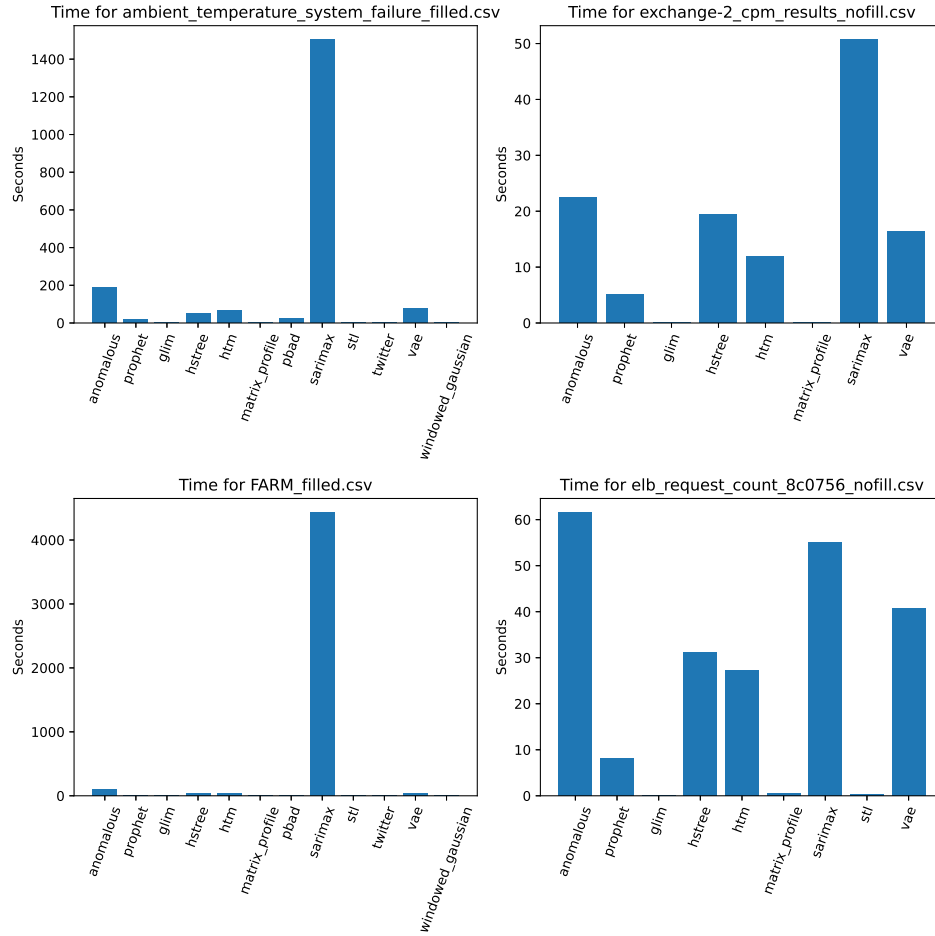 Time for ambient_temperature_system_failure_filled.csv
Seconds
1400
1200
1000
800
600
400
200
0
anomalous
prophet
glim
hstree
htm
matrix_profile
pbad
sarimax
stl
twitter
vae
windowed_gaussian
Time for exchange-2_cpm_results_nofill.csv
Seconds
50
40
30
20
10
0
anomalous
prophet
glim
hstree
htm
matrix_profile
sarimax
vae
Time for FARM_filled.csv
Seconds
4000
3000
2000
1000
0
anomalous
prophet
glim
hstree
htm
matrix_profile
pbad
sarimax
stl
twitter
vae
windowed_gaussian
Time for elb_request_count_8c0756_nofill.csv
Seconds
60
50
40
30
20
10
0
anomalous
prophet
glim
hstree
htm
matrix_profile
sarimax
stl
vae